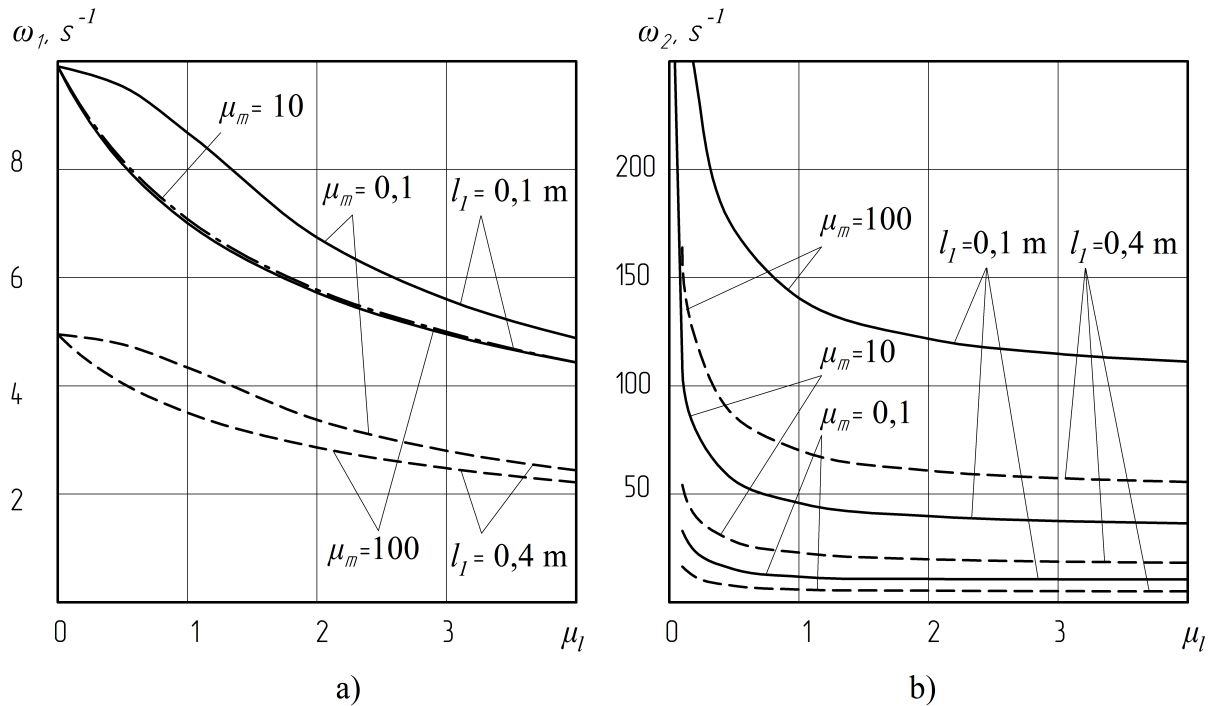 ω₁, s⁻¹
8
6
4
2
0 1 2 3 μₗ
μₘ= 10
μₘ= 0,1
l₁= 0,1 m
μₘ=100
l₁= 0,4 m
a)
ω₂, s⁻¹
200
150
100
50
0 1 2 3 μₗ
μₘ=100
l₁=0,1 m
l₁=0,4 m
μₘ=10
μₘ= 0,1
b)